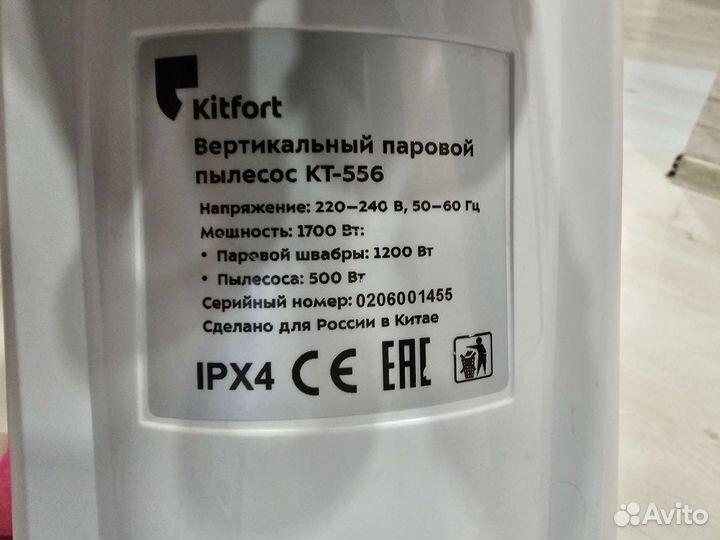 Kitfort
Вертикальный паровой
пылесос КТ-556
Напряжение: 220–240 В, 50–60 Гц
Мощность: 1700 Вт:
• Паровой швабры: 1200 Вт
• Пылесоса: 500 Вт
Серийный номер: 0206001455
Сделано для России в Китае
IPX4 CE EAC
Avito